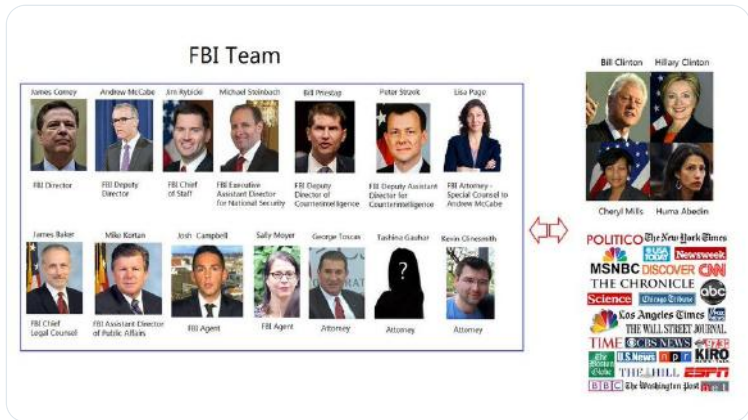 FBI Team
James Comey
Andrew McCabe
Jim Rybicki
Michael Steinbach
Bill Priestap
Peter Strzok
Lisa Page
FBI Director
FBI Deputy
Director
FBI Chief
of Staff
FBI Executive
Assistant Director
for National Security
FBI Deputy
Director of
Counterintelligence
FBI Deputy Assistant
Director for
Counterintelligence
FBI Attorney -
Special Counsel to
Andrew McCabe
James Baker
Mike Kortan
Josh Campbell
Sally Moyer
George Toscas
Tashina Gauhar
Kevin Clinesmith
?
FBI Chief
Legal Counsel
FBI Assistant Director
of Public Affairs
FBI Agent
FBI Agent
Attorney
Attorney
Attorney
Bill Clinton
Hillary Clinton
Cheryl Mills
Huma Abedin
POLITICO
The New York Times
USA TODAY
Newsweek
MSNBC
DISCOVER
CNN
THE CHRONICLE
abc
Science
Chicago Tribune
Los Angeles Times
FOX NEWS
THE WALL STREET JOURNAL
TIME
CBS NEWS
The Boston Globe
U.S.News
npr
KIRO
THE HILL
ESPN
BBC
The Washington Post